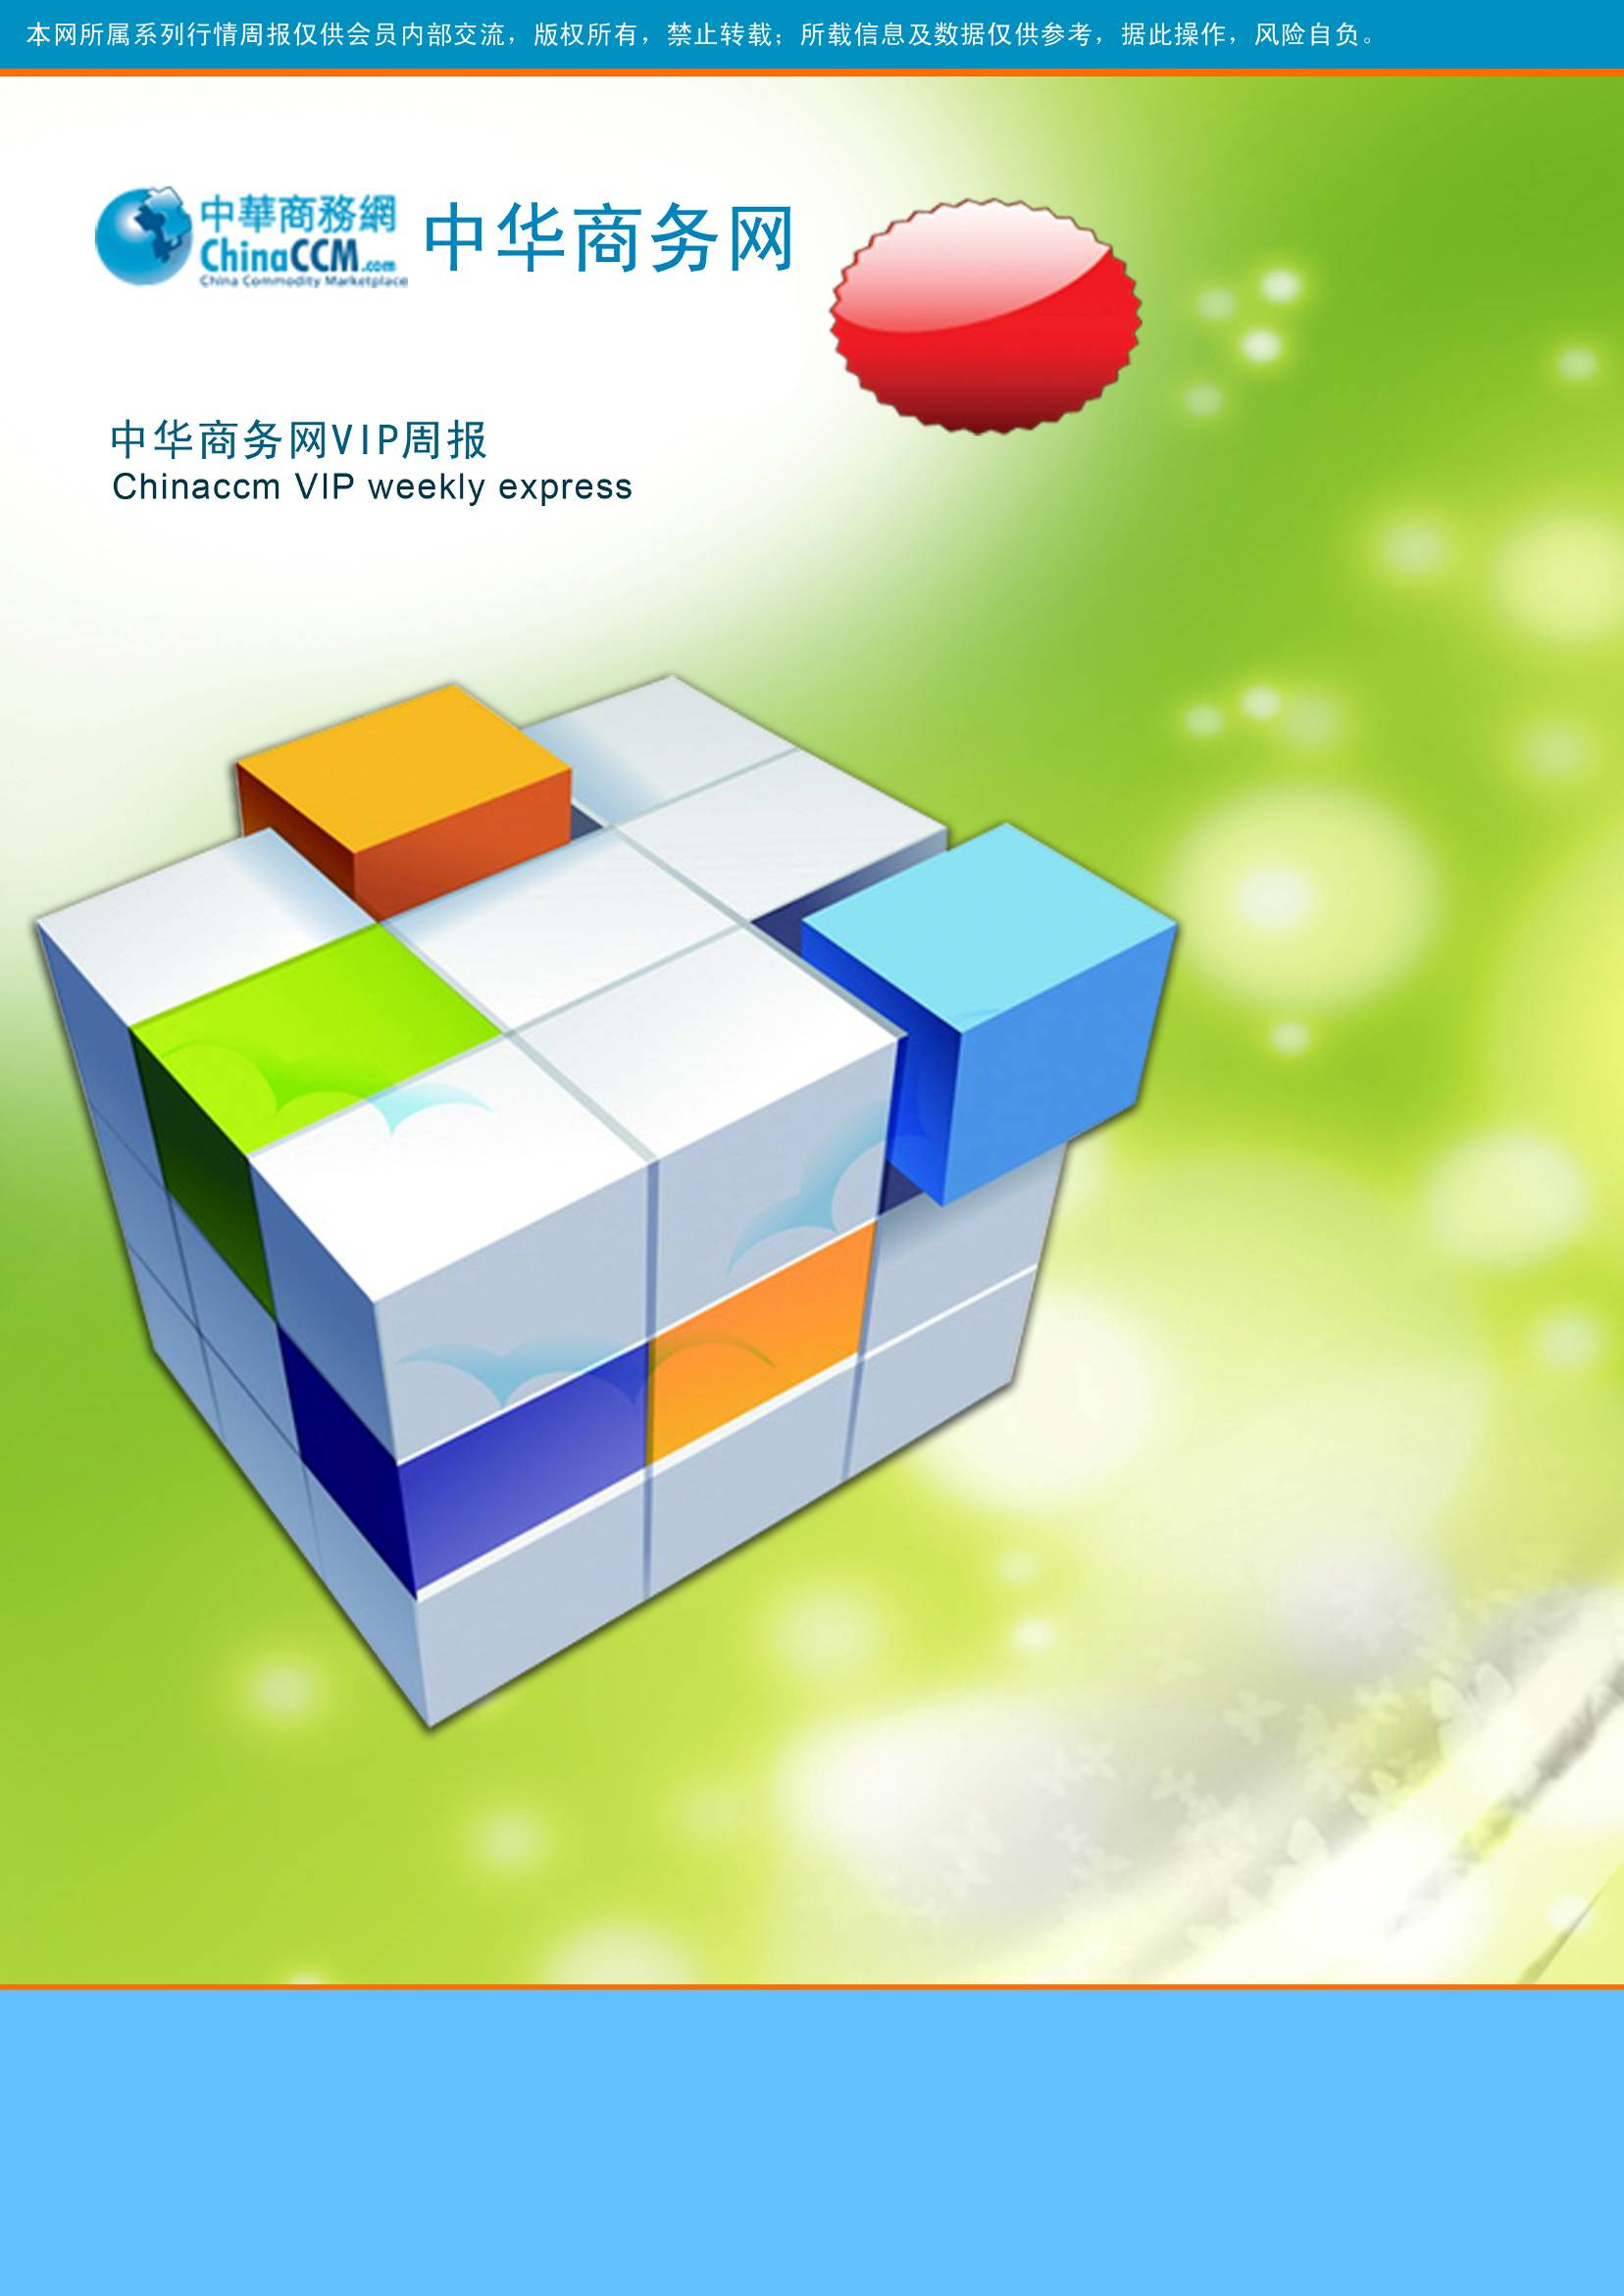 本网所属系列行情周报仅供会员内部交流，版权所有，禁止转载；所载信息及数据仅供参考，据此操作，风险自负。
中華商務網
ChinaCCM.com
China Commodity Marketplace
中华商务网
中华商务网VIP周报
Chinaccm VIP weekly express